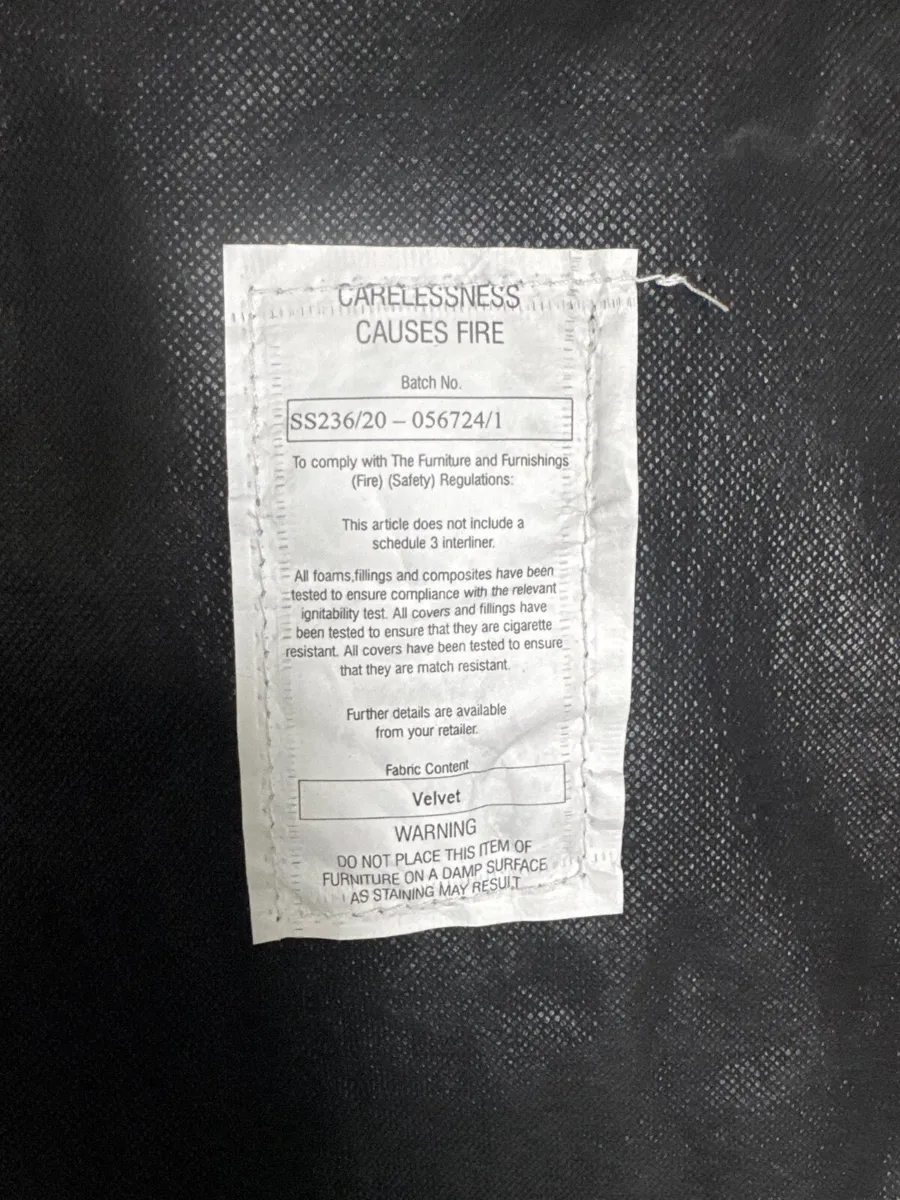 CARELESSNESS
CAUSES FIRE
Batch No.
SS236/20 – 056724/1
To comply with The Furniture and Furnishings
(Fire) (Safety) Regulations:
This article does not include a
schedule 3 interliner.
All foams,fillings and composites have been
tested to ensure compliance with the relevant
ignitability test. All covers and fillings have
been tested to ensure that they are cigarette
resistant. All covers have been tested to ensure
that they are match resistant.
Further details are available
from your retailer.
Fabric Content
Velvet
WARNING
DO NOT PLACE THIS ITEM OF
FURNITURE ON A DAMP SURFACE
AS STAINING MAY RESULT